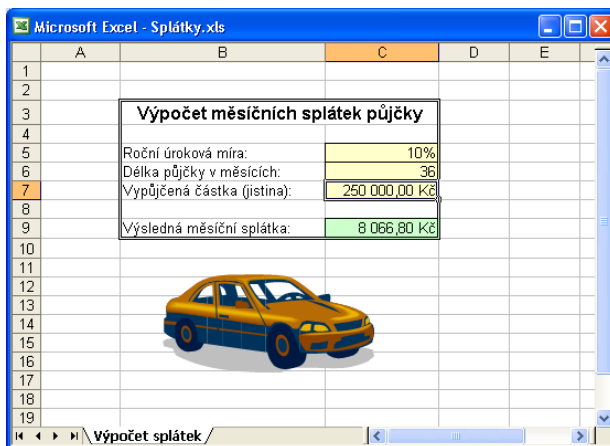 Microsoft Excel - Splátky.xls
A B C D E
1
2
3 Výpočet měsíčních splátek půjčky
4
5 Roční úroková míra: 10%
6 Délka půjčky v měsících: 36
7 Vypůjčená částka (jistina): 250 000,00 Kč
8
9 Výsledná měsíční splátka: 8 066,80 Kč
10
11
12
13
14
15
16
17
18
19
Výpočet splátek